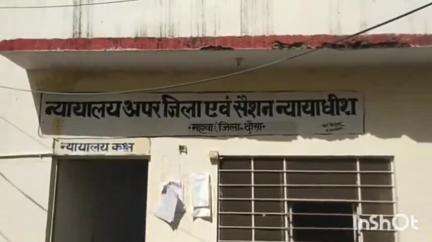 न्यायालय अपर जिला एवं सैशन न्यायाधीश
महवा जिला-दौसा
न्यायालय कक्ष
InShOt